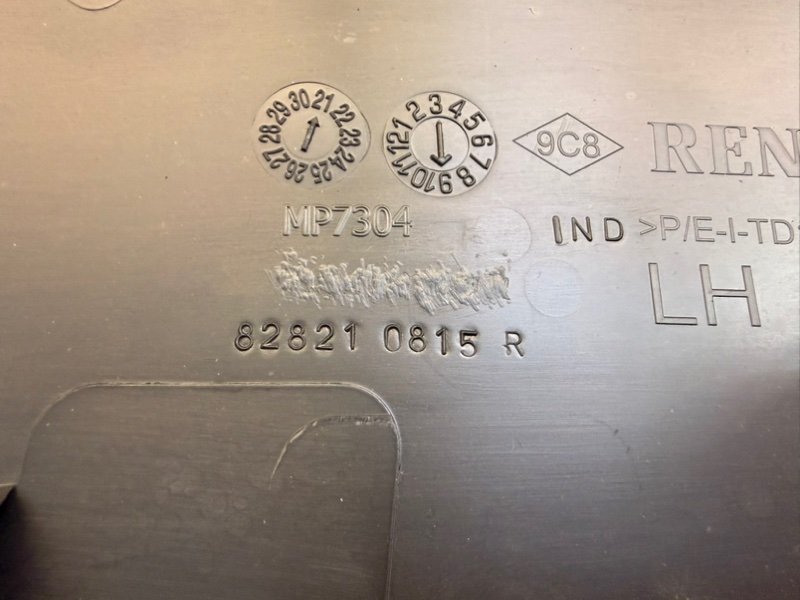 21 22 23 24 25 26 27 28 29 30
1 2 3 4 5 6 7 8 9 10 11 12
9C8
REN
MP7304
IND >P/E-I-TD
LH
82821 0815 R